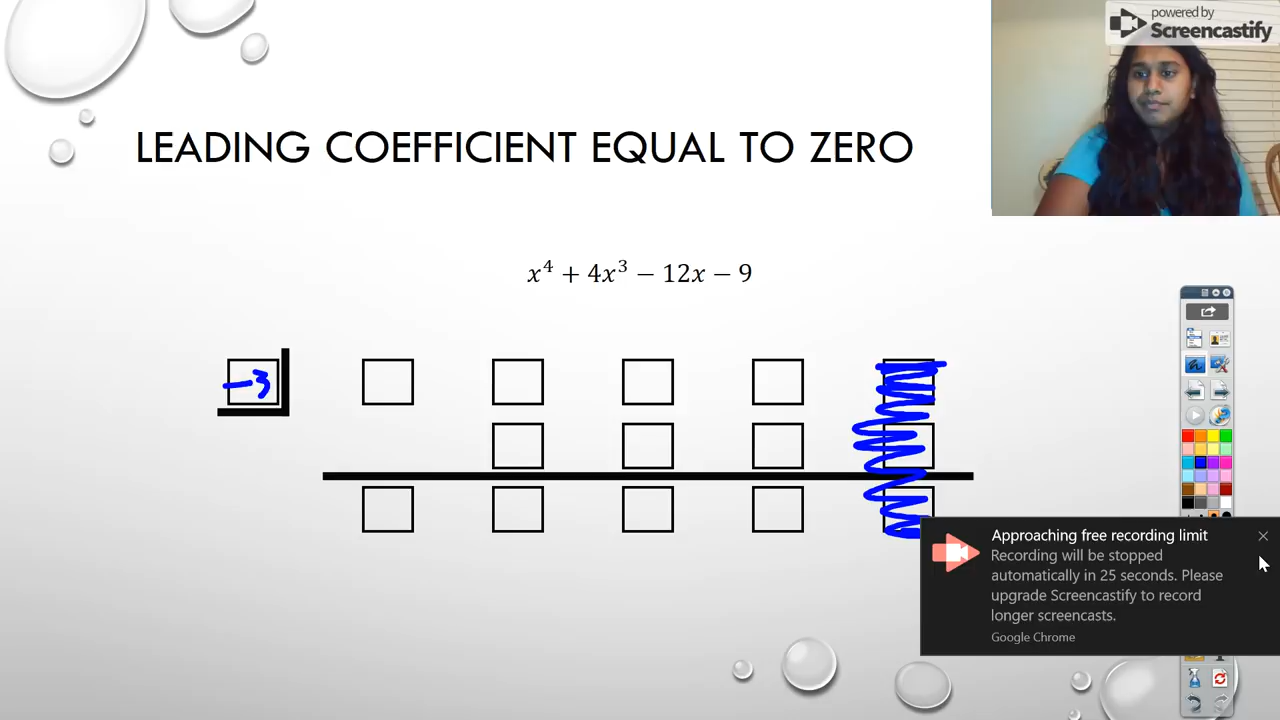 powered by
Screencastify
LEADING COEFFICIENT EQUAL TO ZERO
x⁴ + 4x³ − 12x − 9
-3
Approaching free recording limit
Recording will be stopped
automatically in 25 seconds. Please
upgrade Screencastify to record
longer screencasts.
Google Chrome